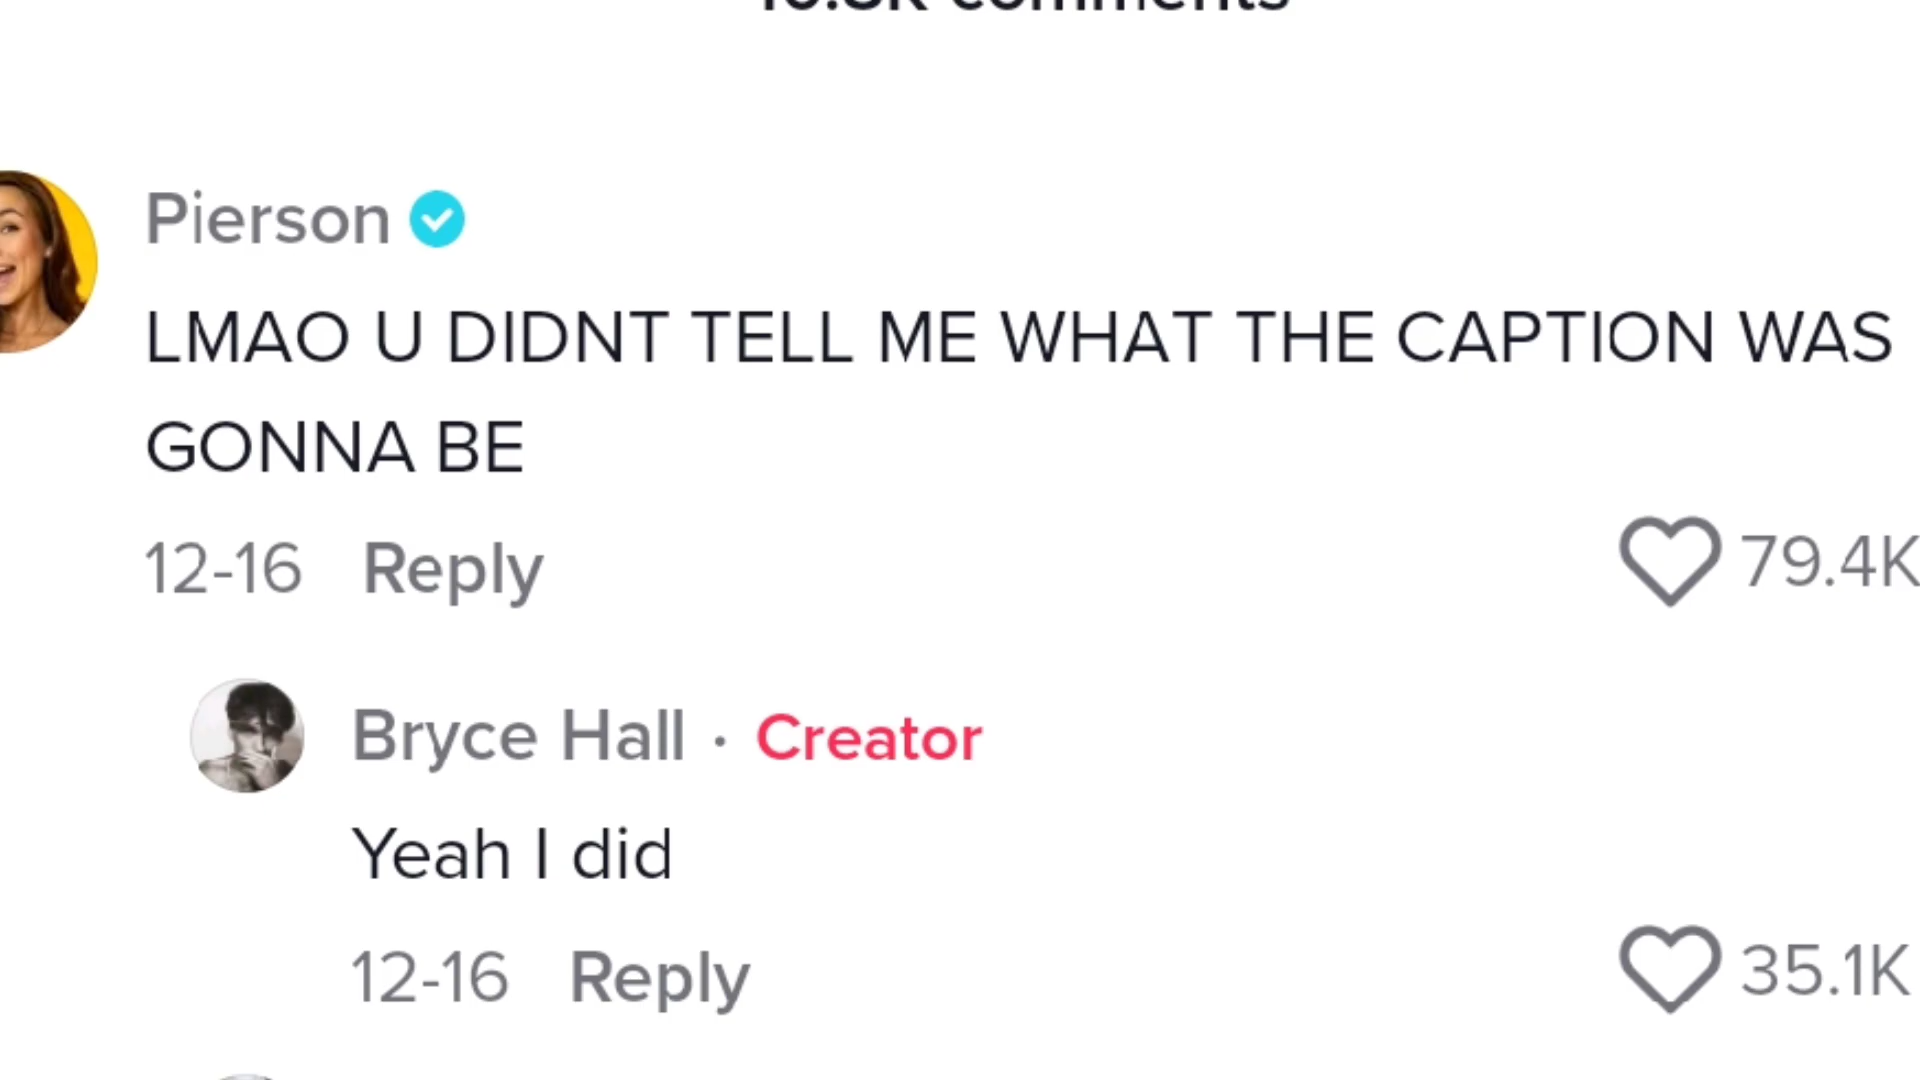 comments
Pierson
LMAO U DIDNT TELL ME WHAT THE CAPTION WAS
GONNA BE
12-16 Reply
79.4K
Bryce Hall · Creator
Yeah I did
12-16 Reply
35.1K